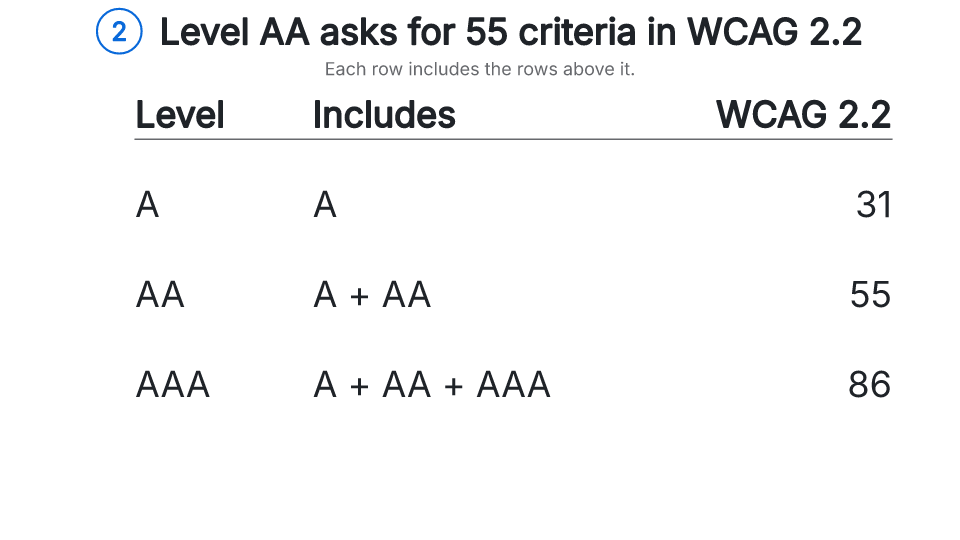 2 Level AA asks for 55 criteria in WCAG 2.2
Each row includes the rows above it.
Level Includes WCAG 2.2
A A 31
AA A + AA 55
AAA A + AA + AAA 86